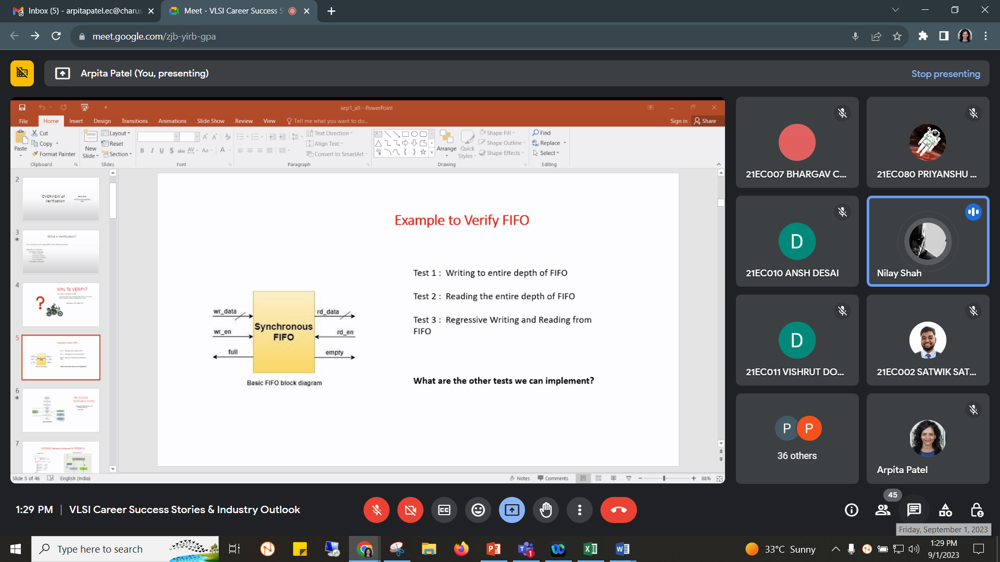 Inbox (5) - arpitapatel.ec@charus
Meet - VLSI Career Success S
meet.google.com/zjb-yirb-gpa
Arpita Patel (You, presenting)
Stop presenting
sep1_all - PowerPoint
File Home Insert Design Transitions Animations Slide Show Review View Tell me what you want to do...
Sign in Share
Paste
Cut
Copy
Format Painter
Clipboard
New
Slide
Layout
Reset
Section
Slides
Font
Text Direction
Align Text
Convert to SmartArt
Paragraph
Arrange
Quick
Styles
Shape Fill
Shape Outline
Shape Effects
Drawing
Find
Replace
Select
Editing
2
OVERVIEW of
Verification
3
What is Verification?
4
Why To VERIFY?
5
6
7
Example to Verify FIFO
Test 1 : Writing to entire depth of FIFO
Test 2 : Reading the entire depth of FIFO
Test 3 : Regressive Writing and Reading from
FIFO
What are the other tests we can implement?
wr_data
wr_en
full
Synchronous
FIFO
rd_data
rd_en
empty
Basic FIFO block diagram
Slide 5 of 46 English (India)
Notes Comments 88%
21EC007 BHARGAV C...
21EC080 PRIYANSHU ...
D
21EC010 ANSH DESAI
Nilay Shah
D
21EC011 VISHRUT DO...
21EC002 SATWIK SAT...
P P
36 others
Arpita Patel
1:29 PM | VLSI Career Success Stories & Industry Outlook
45
Friday, September 1, 2023
Type here to search
33°C Sunny
1:29 PM
9/1/2023